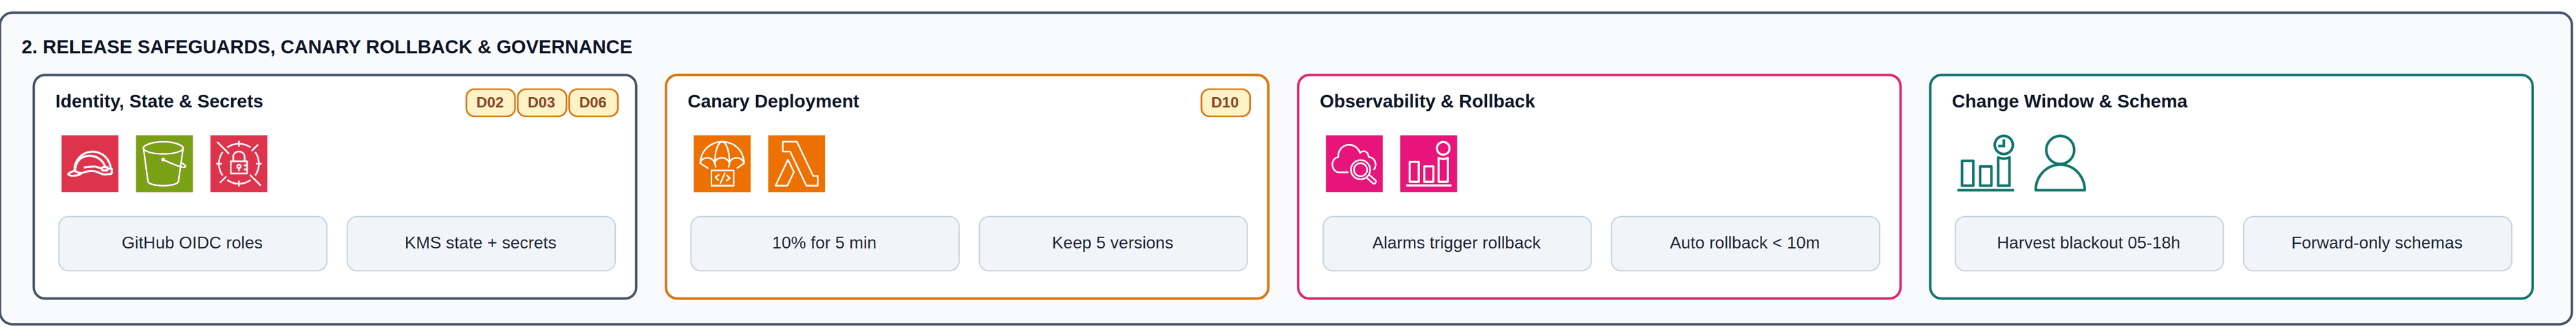 2. RELEASE SAFEGUARDS, CANARY ROLLBACK & GOVERNANCE
Identity, State & Secrets
D02
D03
D06
GitHub OIDC roles
KMS state + secrets
Canary Deployment
D10
10% for 5 min
Keep 5 versions
Observability & Rollback
Alarms trigger rollback
Auto rollback < 10m
Change Window & Schema
Harvest blackout 05-18h
Forward-only schemas